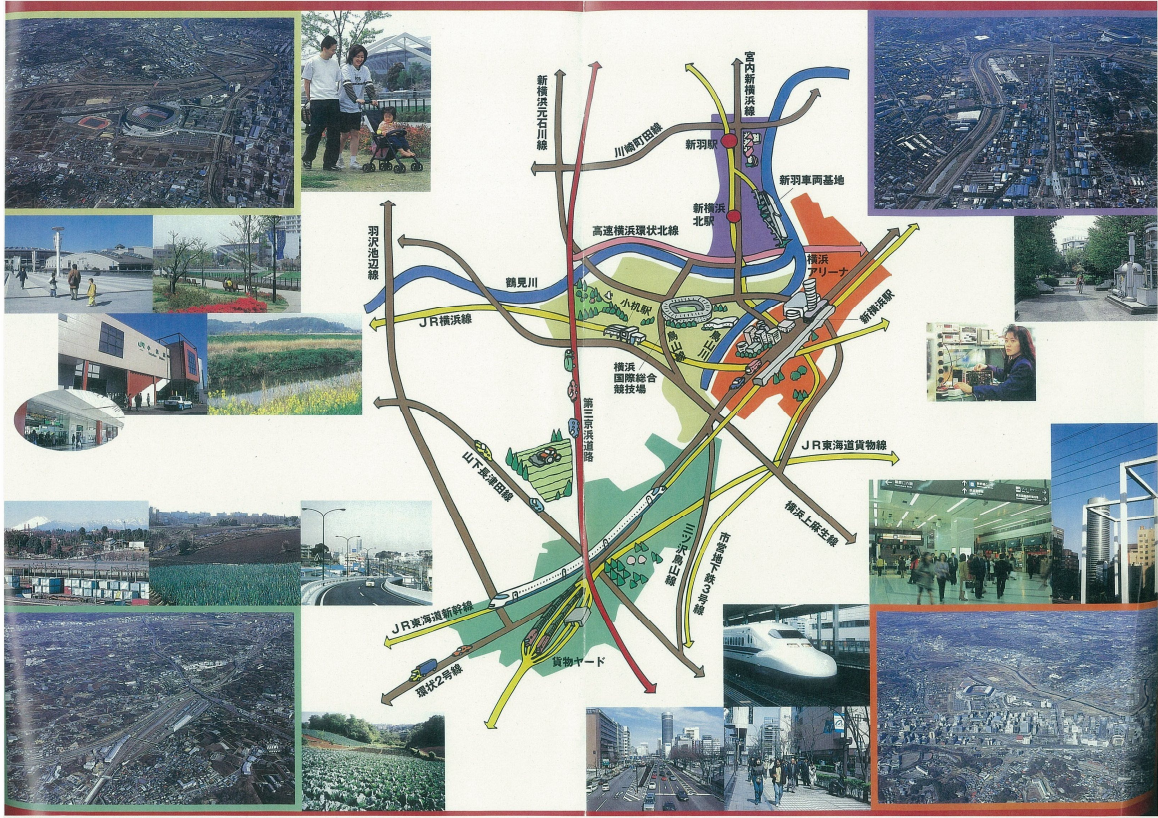 新横浜元石川線
宮内新横浜線
川崎町田線
新羽駅
新羽車両基地
新横浜
北駅
羽沢池辺線
高速横浜環状北線
横浜
アリーナ
鶴見川
小机駅
新横浜駅
JR横浜線
鳥山線
鳥山川
横浜
国際総合
競技場
第三京浜道路
JR東海道貨物線
山下長津田線
横浜上麻生線
三ツ沢鳥山線
市営地下鉄3号線
JR東海道新幹線
貨物ヤード
環状2号線